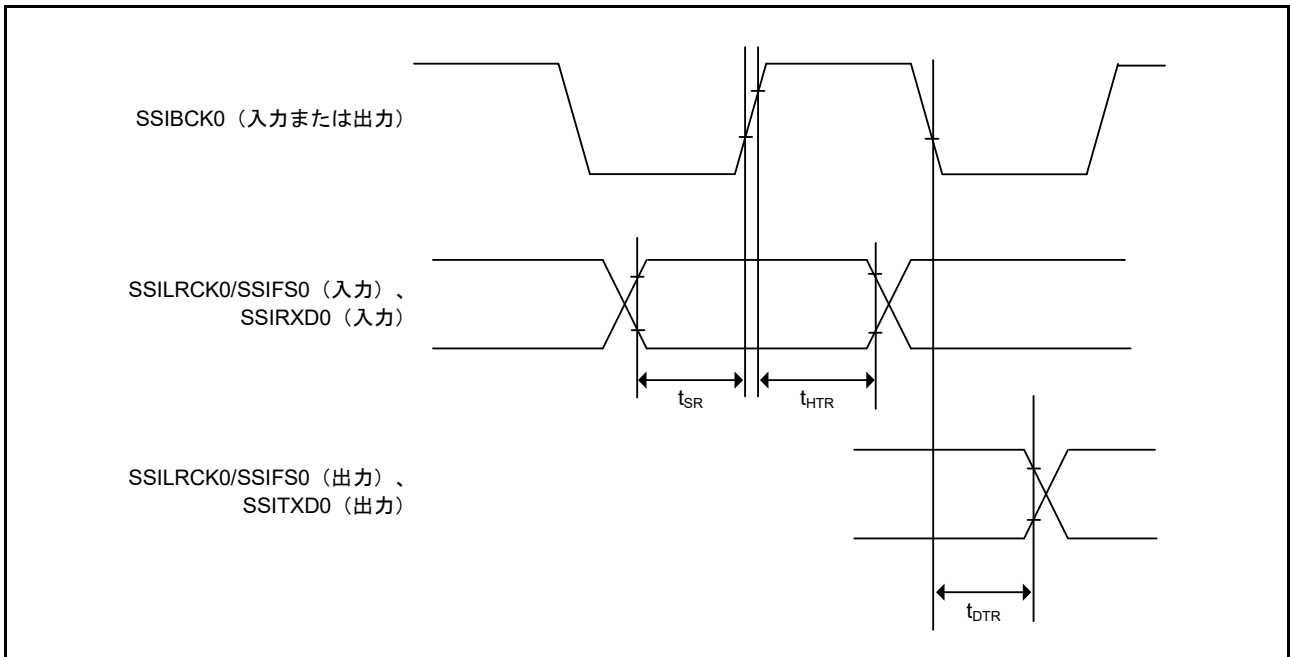 SSIBCK0（入力または出力）
SSILRCK0/SSIFS0（入力）、
SSIRXD0（入力）
tSR
tHTR
SSILRCK0/SSIFS0（出力）、
SSITXD0（出力）
tDTR